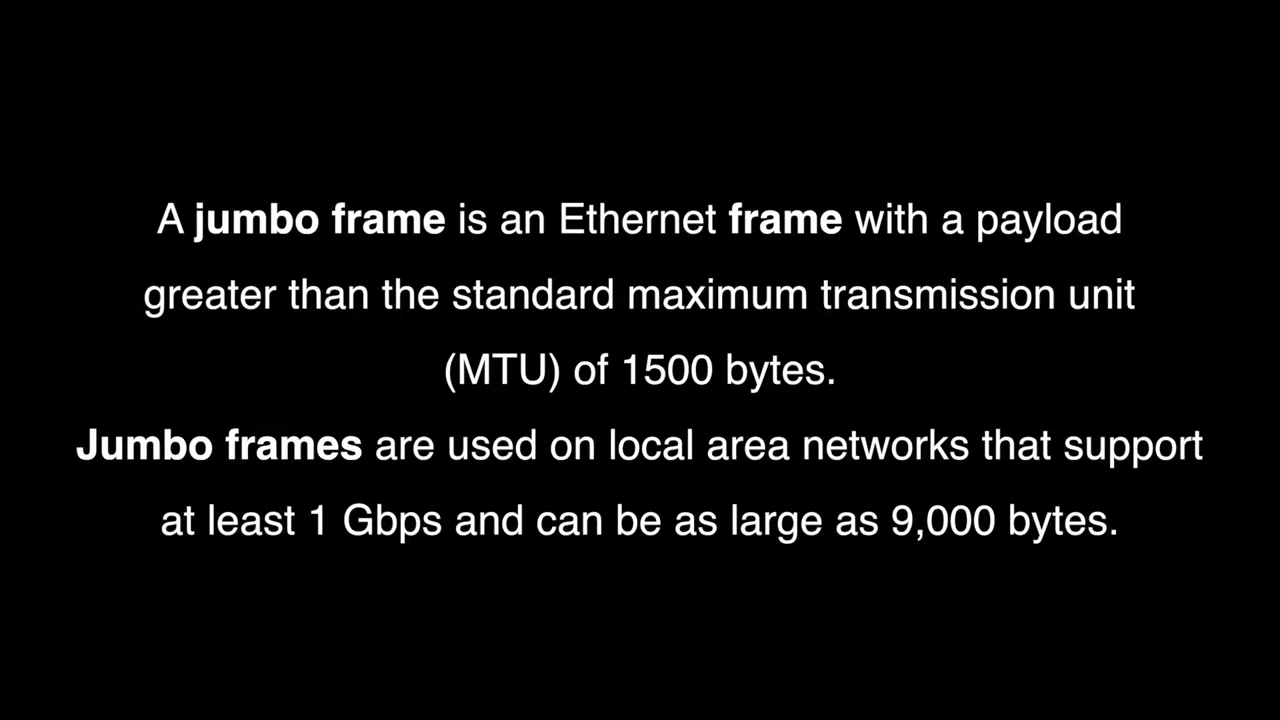 A jumbo frame is an Ethernet frame with a payload
greater than the standard maximum transmission unit
(MTU) of 1500 bytes.
Jumbo frames are used on local area networks that support
at least 1 Gbps and can be as large as 9,000 bytes.